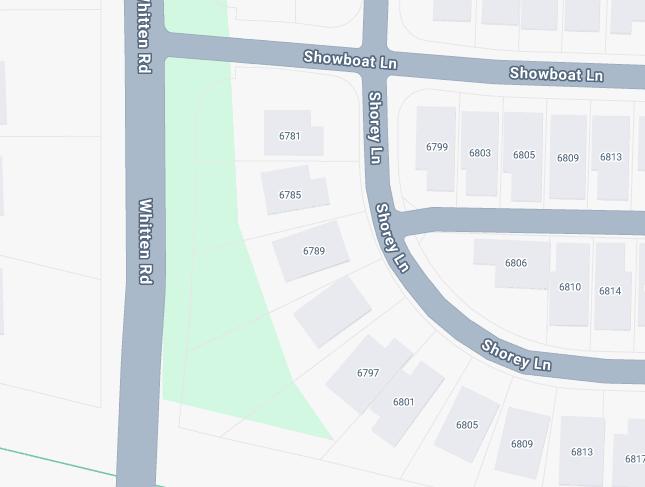 Whitten Rd
Showboat Ln
Showboat Ln
Shorey Ln
6781
6799
6803
6805
6809
6813
6785
Whitten Rd
Shorey Ln
6789
6806
6810
6814
Shorey Ln
6797
6801
6805
6809
6813
6817